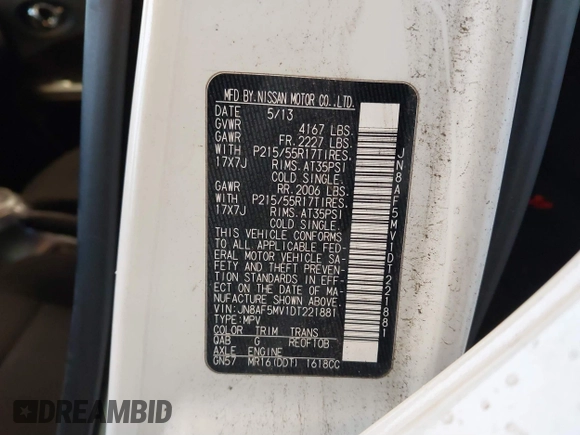 MFD BY:NISSAN MOTOR CO.,LTD.
DATE 5/13
GVWR 4167 LBS.
GAWR FR. 2227 LBS.
WITH P215/55R17TIRES.
17X7J RIMS. AT35PSI
COLD SINGLE.
GAWR RR. 2006 LBS.
WITH P215/55R17TIRES.
17X7J RIMS. AT35PSI
COLD SINGLE.
THIS VEHICLE CONFORMS
TO ALL APPLICABLE FED-
ERAL MOTOR VEHICLE SA-
FETY AND THEFT PREVEN-
TION STANDARDS IN EFF-
ECT ON THE DATE OF MA-
NUFACTURE SHOWN ABOVE.
VIN:JN8AF5MV1DT221881
TYPE:MPV
COLOR TRIM TRANS
QAB G RE0F10B
AXLE ENGINE
GN57 MR16(DDT) 1618CC
JN8AF5MV1DT221881
DREAMBID